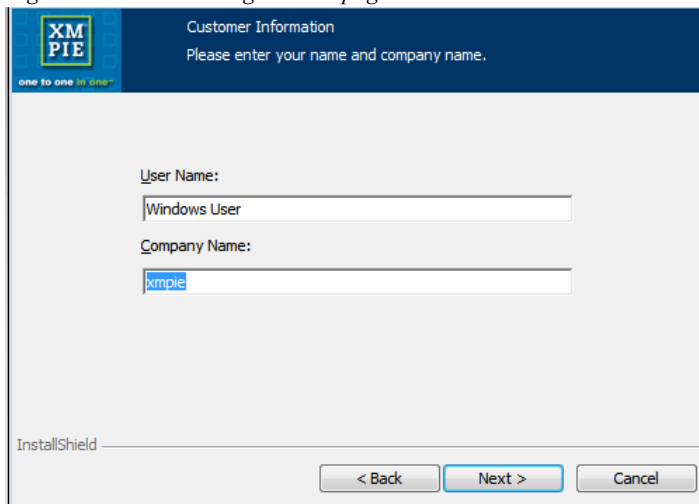 XM
PIE
one to one in one
Customer Information
Please enter your name and company name.
User Name:
Windows User
Company Name:
xmpie
InstallShield
< Back Next > Cancel